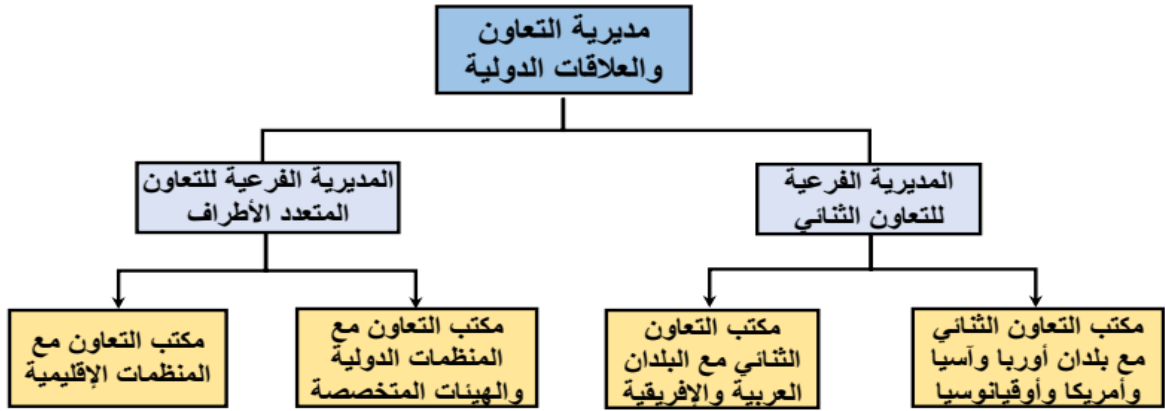 مديرية التعاون
والعلاقات الدولية
المديرية الفرعية
للتعاون الثنائي
المديرية الفرعية للتعاون
المتعدد الأطراف
مكتب التعاون الثنائي
مع بلدان أوربا وآسيا
وأمريكا وأوقيانوسيا
مكتب التعاون
الثنائي مع البلدان
العربية والإفريقية
مكتب التعاون مع
المنظمات الدولية
والهيئات المتخصصة
مكتب التعاون مع
المنظمات الإقليمية